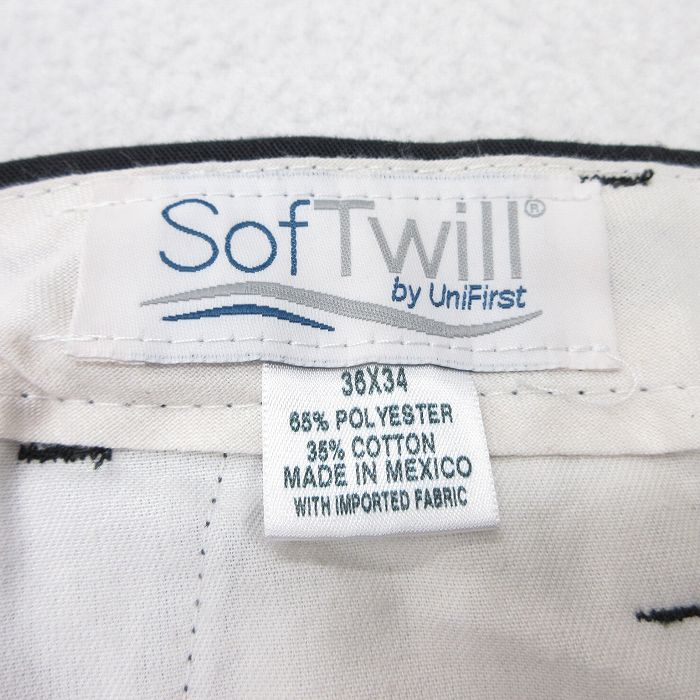 SofTwill®
by UniFirst
36X34
65% POLYESTER
35% COTTON
MADE IN MEXICO
WITH IMPORTED FABRIC